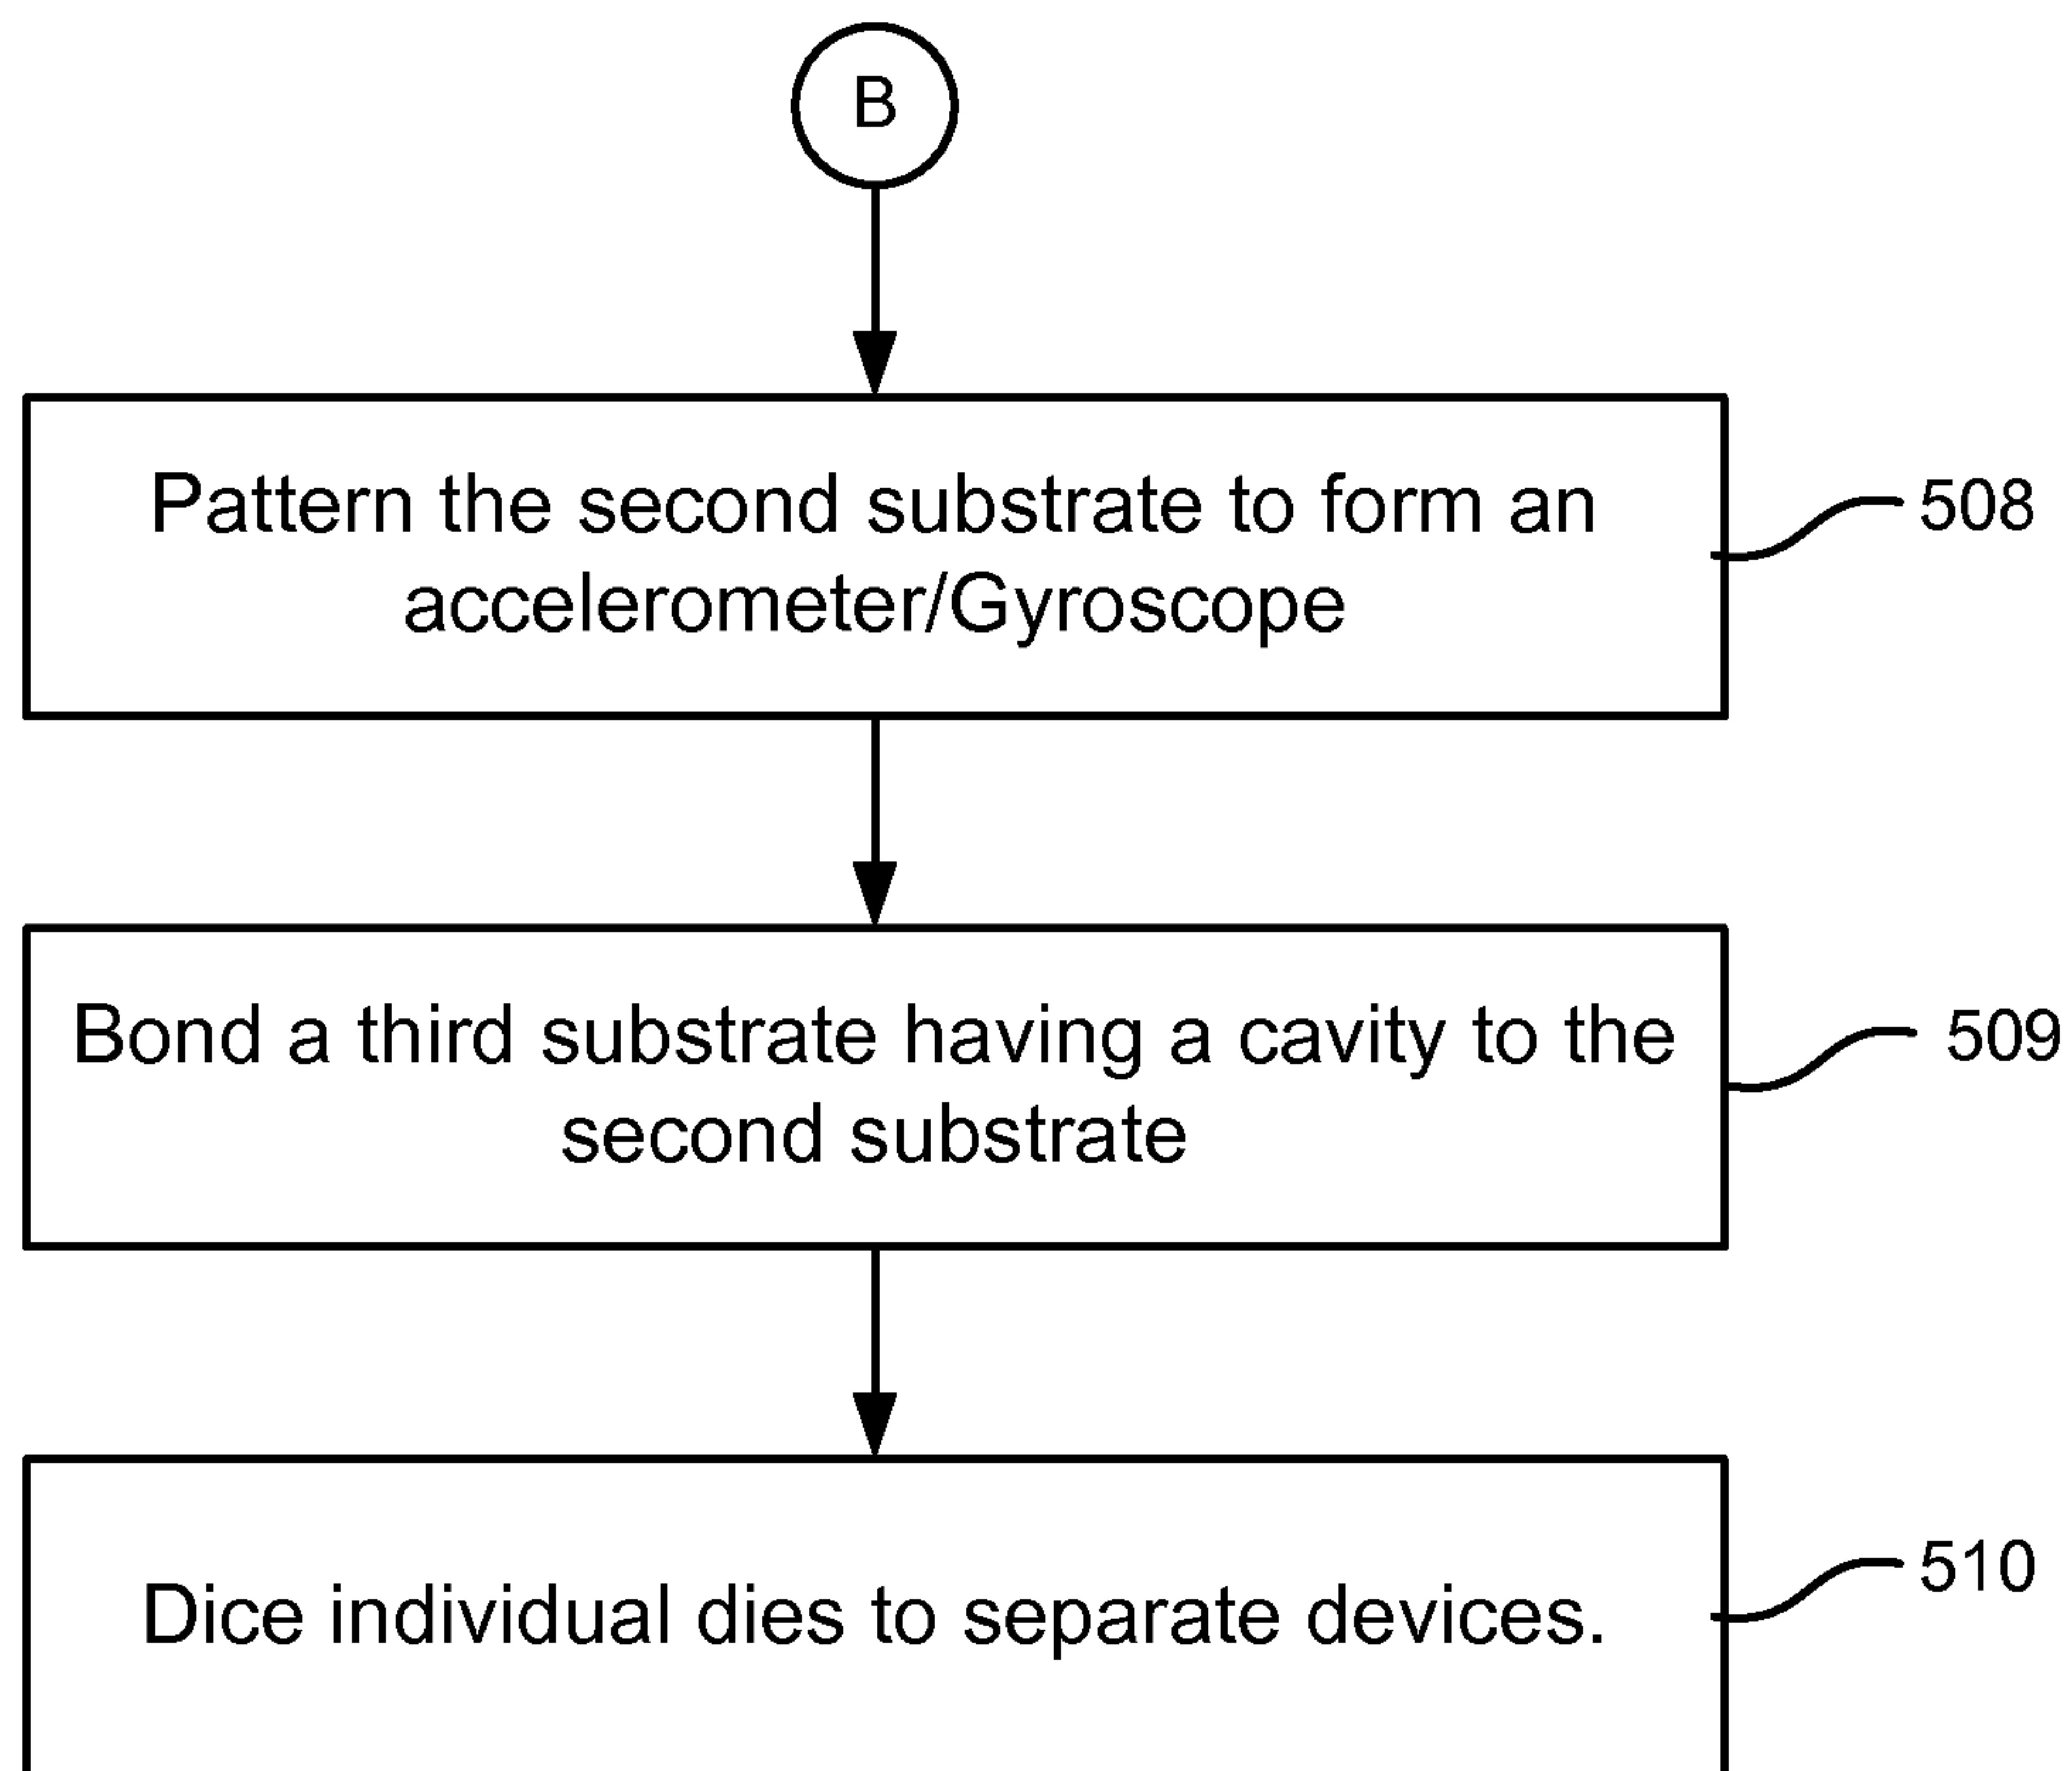 B
Pattern the second substrate to form an
accelerometer/Gyroscope
508
Bond a third substrate having a cavity to the
second substrate
509
Dice individual dies to separate devices.
510